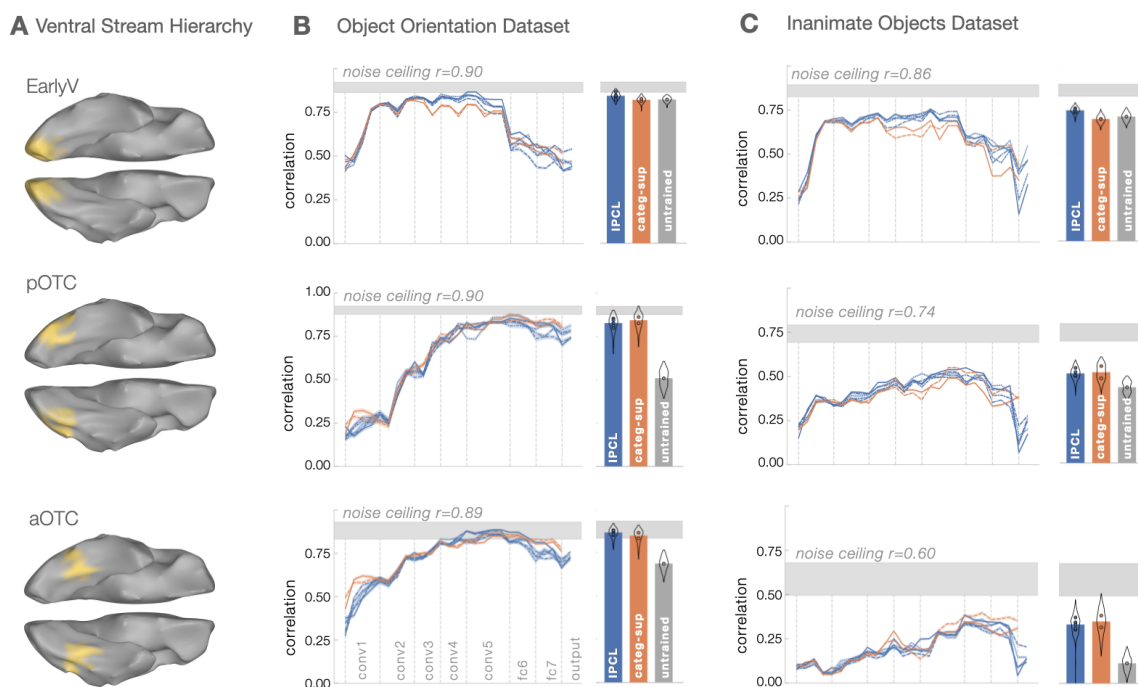 A Ventral Stream Hierarchy
B Object Orientation Dataset
C Inanimate Objects Dataset
EarlyV
noise ceiling r=0.90
0.75
0.50
0.25
0.00
correlation
IPCL
categ-sup
untrained
noise ceiling r=0.86
0.75
0.50
0.25
0.00
correlation
IPCL
categ-sup
untrained
pOTC
1.00
noise ceiling r=0.90
0.75
0.50
0.25
0.00
correlation
IPCL
categ-sup
untrained
noise ceiling r=0.74
0.75
0.50
0.25
0.00
correlation
IPCL
categ-sup
untrained
aOTC
noise ceiling r=0.89
0.75
0.50
0.25
0.00
correlation
conv1
conv2
conv3
conv4
conv5
fc6
fc7
output
IPCL
categ-sup
untrained
0.75
noise ceiling r=0.60
0.50
0.25
0.00
correlation
IPCL
categ-sup
untrained